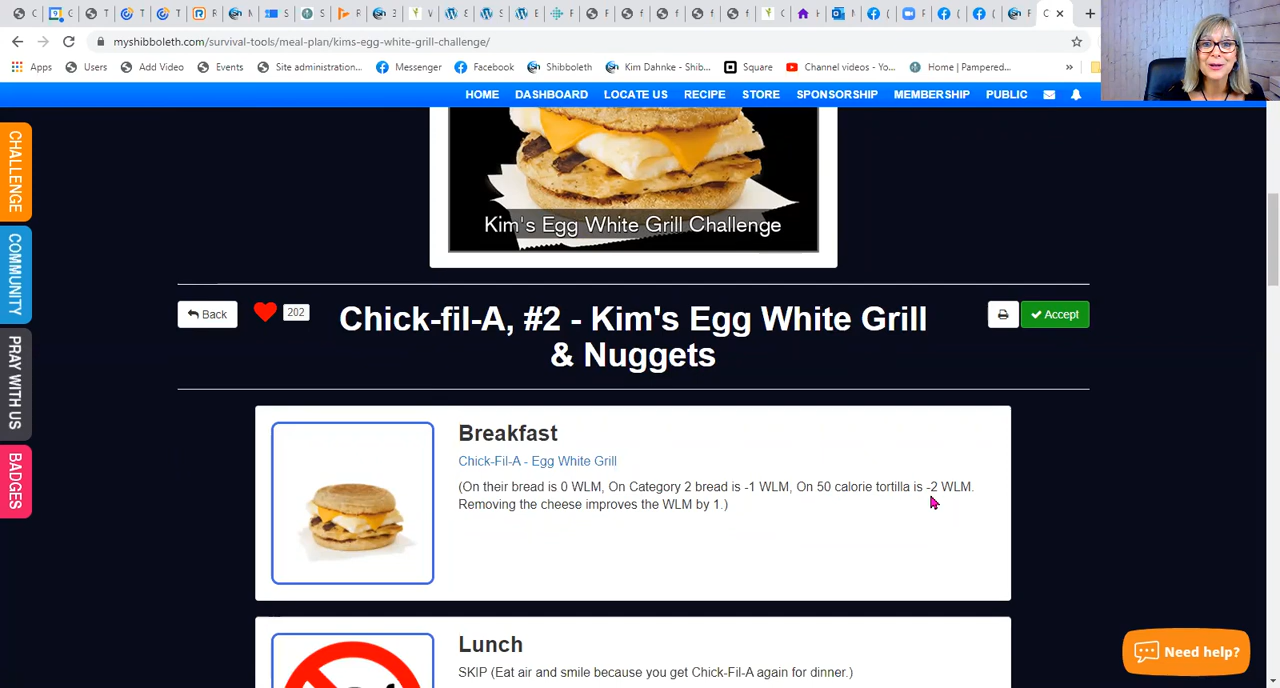 myshibboleth.com/survival-tools/meal-plan/kims-egg-white-grill-challenge/
Apps Users Add Video Events Site administration... Messenger Facebook Shibboleth Kim Dahnke - Shib... Square Channel videos - Yo... Home | Pampered... »
HOME DASHBOARD LOCATE US RECIPE STORE SPONSORSHIP MEMBERSHIP PUBLIC
CHALLENGE
COMMUNITY
PRAY WITH US
BADGES
Kim's Egg White Grill Challenge
Back 202 Chick-fil-A, #2 - Kim's Egg White Grill Accept
& Nuggets
Breakfast
Chick-Fil-A - Egg White Grill
(On their bread is 0 WLM, On Category 2 bread is -1 WLM, On 50 calorie tortilla is -2 WLM.
Removing the cheese improves the WLM by 1.)
Lunch
SKIP (Eat air and smile because you get Chick-Fil-A again for dinner.)
Need help?